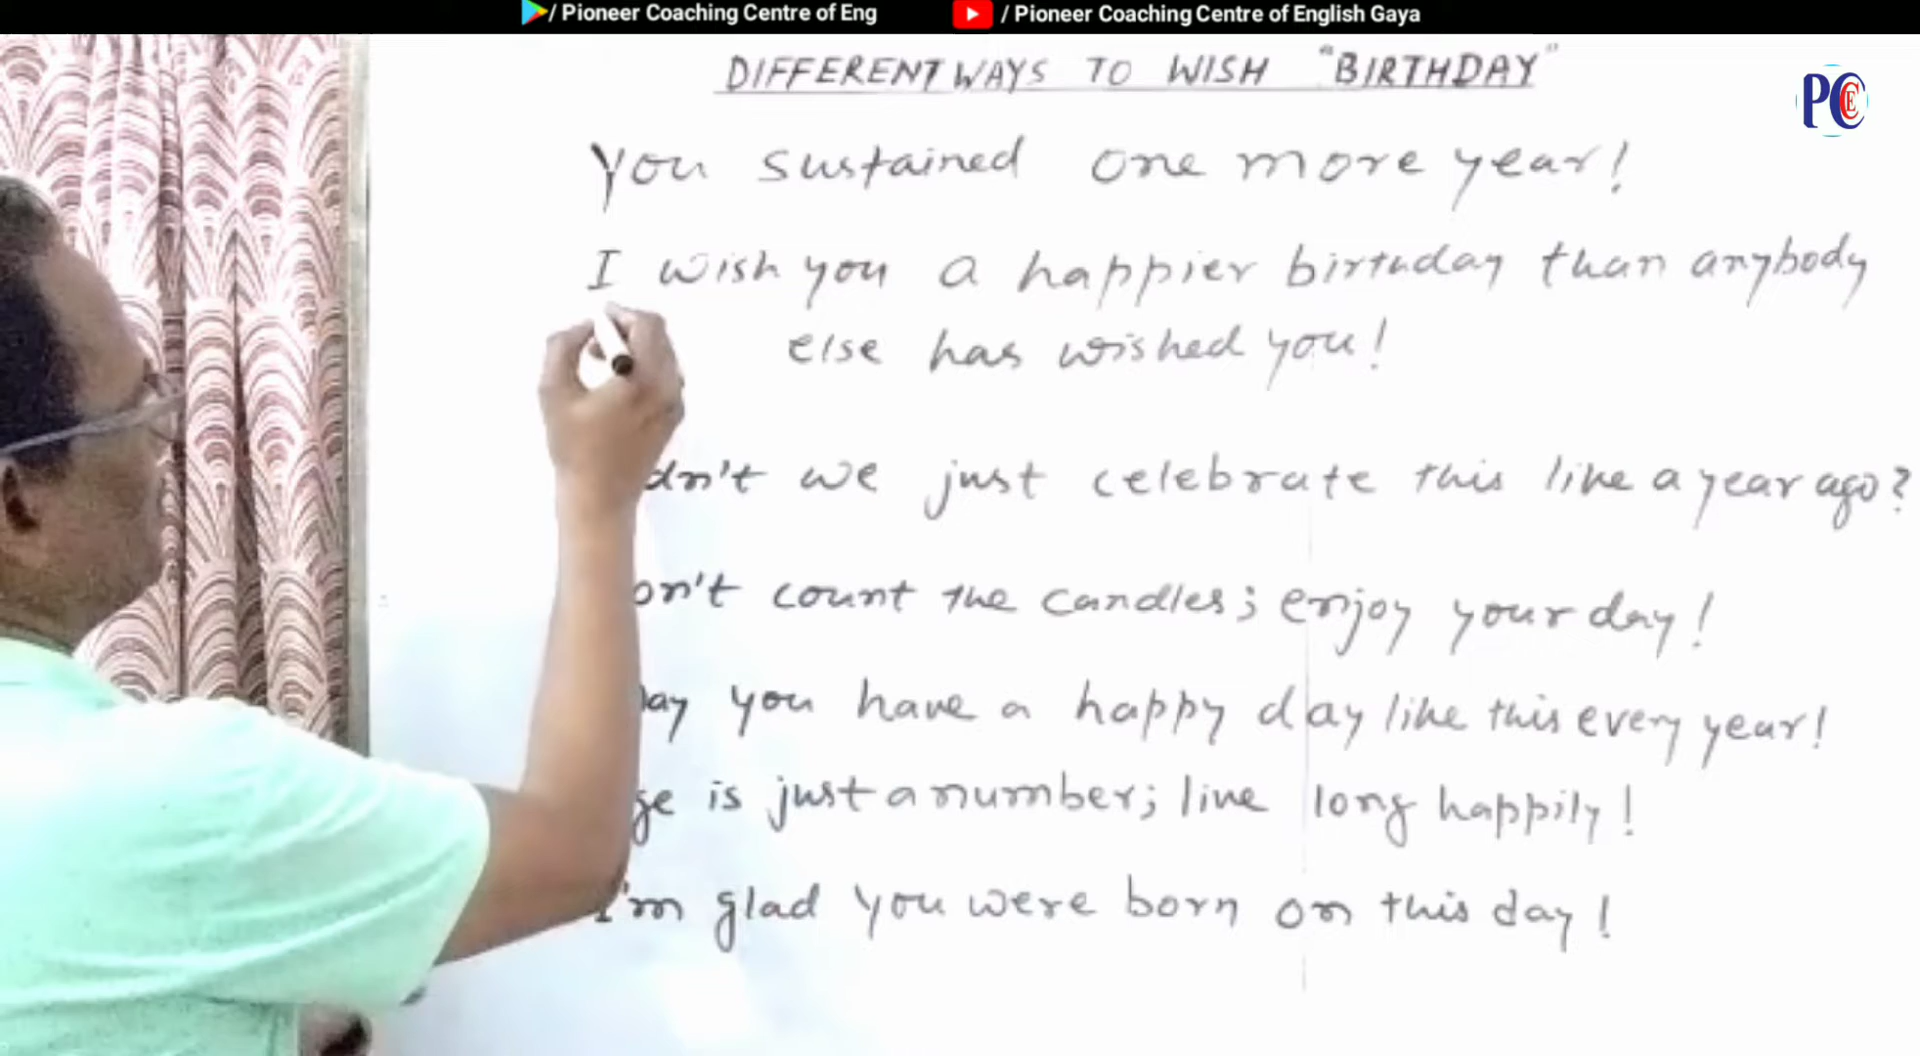 / Pioneer Coaching Centre of Eng
/ Pioneer Coaching Centre of English Gaya
DIFFERENT WAYS TO WISH "BIRTHDAY"
PCCE
You sustained one more year!
I wish you a happier birthday than anybody
else has wished you!
dn't we just celebrate this like a year ago?
on't count the candles; enjoy your day!
ay you have a happy day like this every year!
ge is just a number; live long happily!
I'm glad you were born on this day!